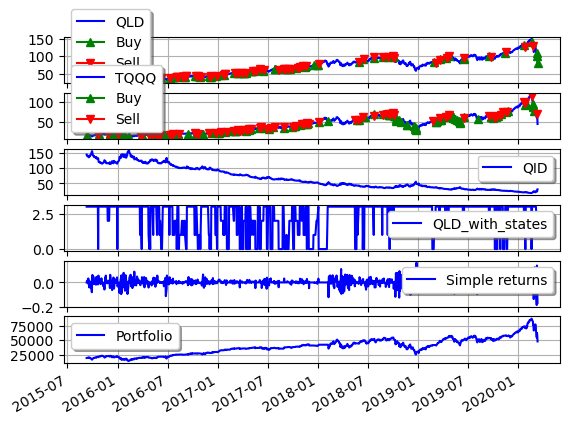 QLD
Buy
Sell
150
100
50
TQQQ
Buy
Sell
100
50
150
100
50
QID
2.5
0.0
QLD_with_states
0.0
−0.2
Simple returns
75000
50000
25000
Portfolio
2015-07
2016-01
2016-07
2017-01
2017-07
2018-01
2018-07
2019-01
2019-07
2020-01